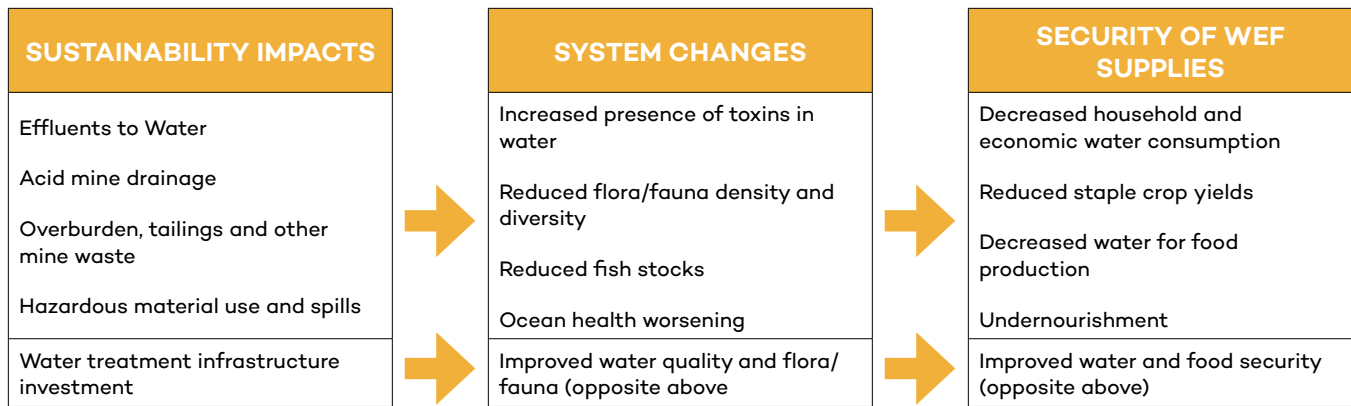 SUSTAINABILITY IMPACTS
Effluents to Water
Acid mine drainage
Overburden, tailings and other
mine waste
Hazardous material use and spills
Water treatment infrastructure
investment
SYSTEM CHANGES
Increased presence of toxins in
water
Reduced flora/fauna density and
diversity
Reduced fish stocks
Ocean health worsening
Improved water quality and flora/
fauna (opposite above
SECURITY OF WEF
SUPPLIES
Decreased household and
economic water consumption
Reduced staple crop yields
Decreased water for food
production
Undernourishment
Improved water and food security
(opposite above)